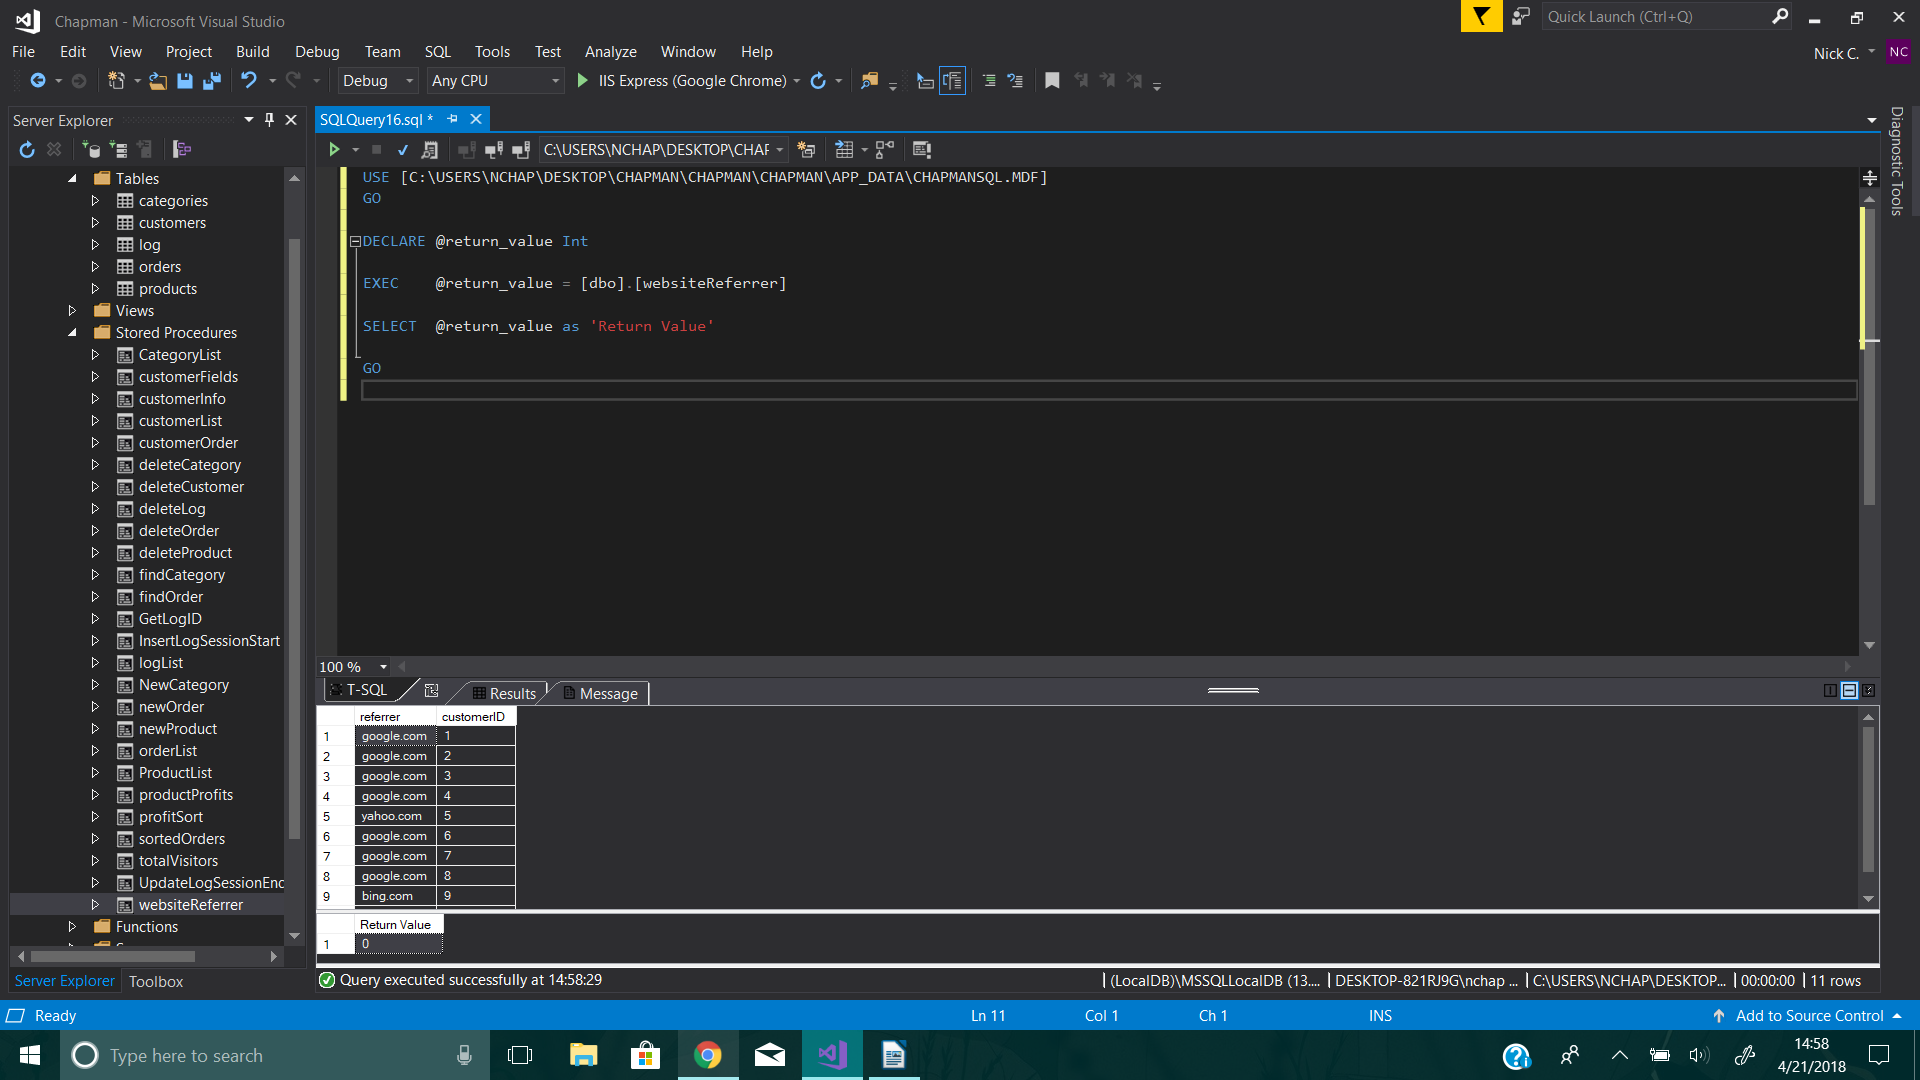 Chapman - Microsoft Visual Studio
Quick Launch (Ctrl+Q)
File Edit View Project Build Debug Team SQL Tools Test Analyze Window Help
Nick C. NC
Debug Any CPU IIS Express (Google Chrome)
Server Explorer
SQLQuery16.sql *
Diagnostic Tools
C:\USERS\NCHAP\DESKTOP\CHAP
Tables
categories
customers
log
orders
products
Views
Stored Procedures
CategoryList
customerFields
customerInfo
customerList
customerOrder
deleteCategory
deleteCustomer
deleteLog
deleteOrder
deleteProduct
findCategory
findOrder
GetLogID
InsertLogSessionStart
logList
NewCategory
newOrder
newProduct
orderList
ProductList
productProfits
profitSort
sortedOrders
totalVisitors
UpdateLogSessionEnd
websiteReferrer
Functions
Server Explorer Toolbox
USE [C:\USERS\NCHAP\DESKTOP\CHAPMAN\CHAPMAN\CHAPMAN\APP_DATA\CHAPMANSQL.MDF]
GO
DECLARE @return_value Int
EXEC @return_value = [dbo].[websiteReferrer]
SELECT @return_value as 'Return Value'
GO
100 %
T-SQL Results Message
referrer customerID
1 google.com 1
2 google.com 2
3 google.com 3
4 google.com 4
5 yahoo.com 5
6 google.com 6
7 google.com 7
8 google.com 8
9 bing.com 9
Return Value
1 0
Query executed successfully at 14:58:29
(LocalDB)\MSSQLLocalDB (13.... DESKTOP-821RJ9G\nchap ... C:\USERS\NCHAP\DESKTOP... 00:00:00 11 rows
Ready Ln 11 Col 1 Ch 1 INS Add to Source Control
Type here to search
14:58
4/21/2018